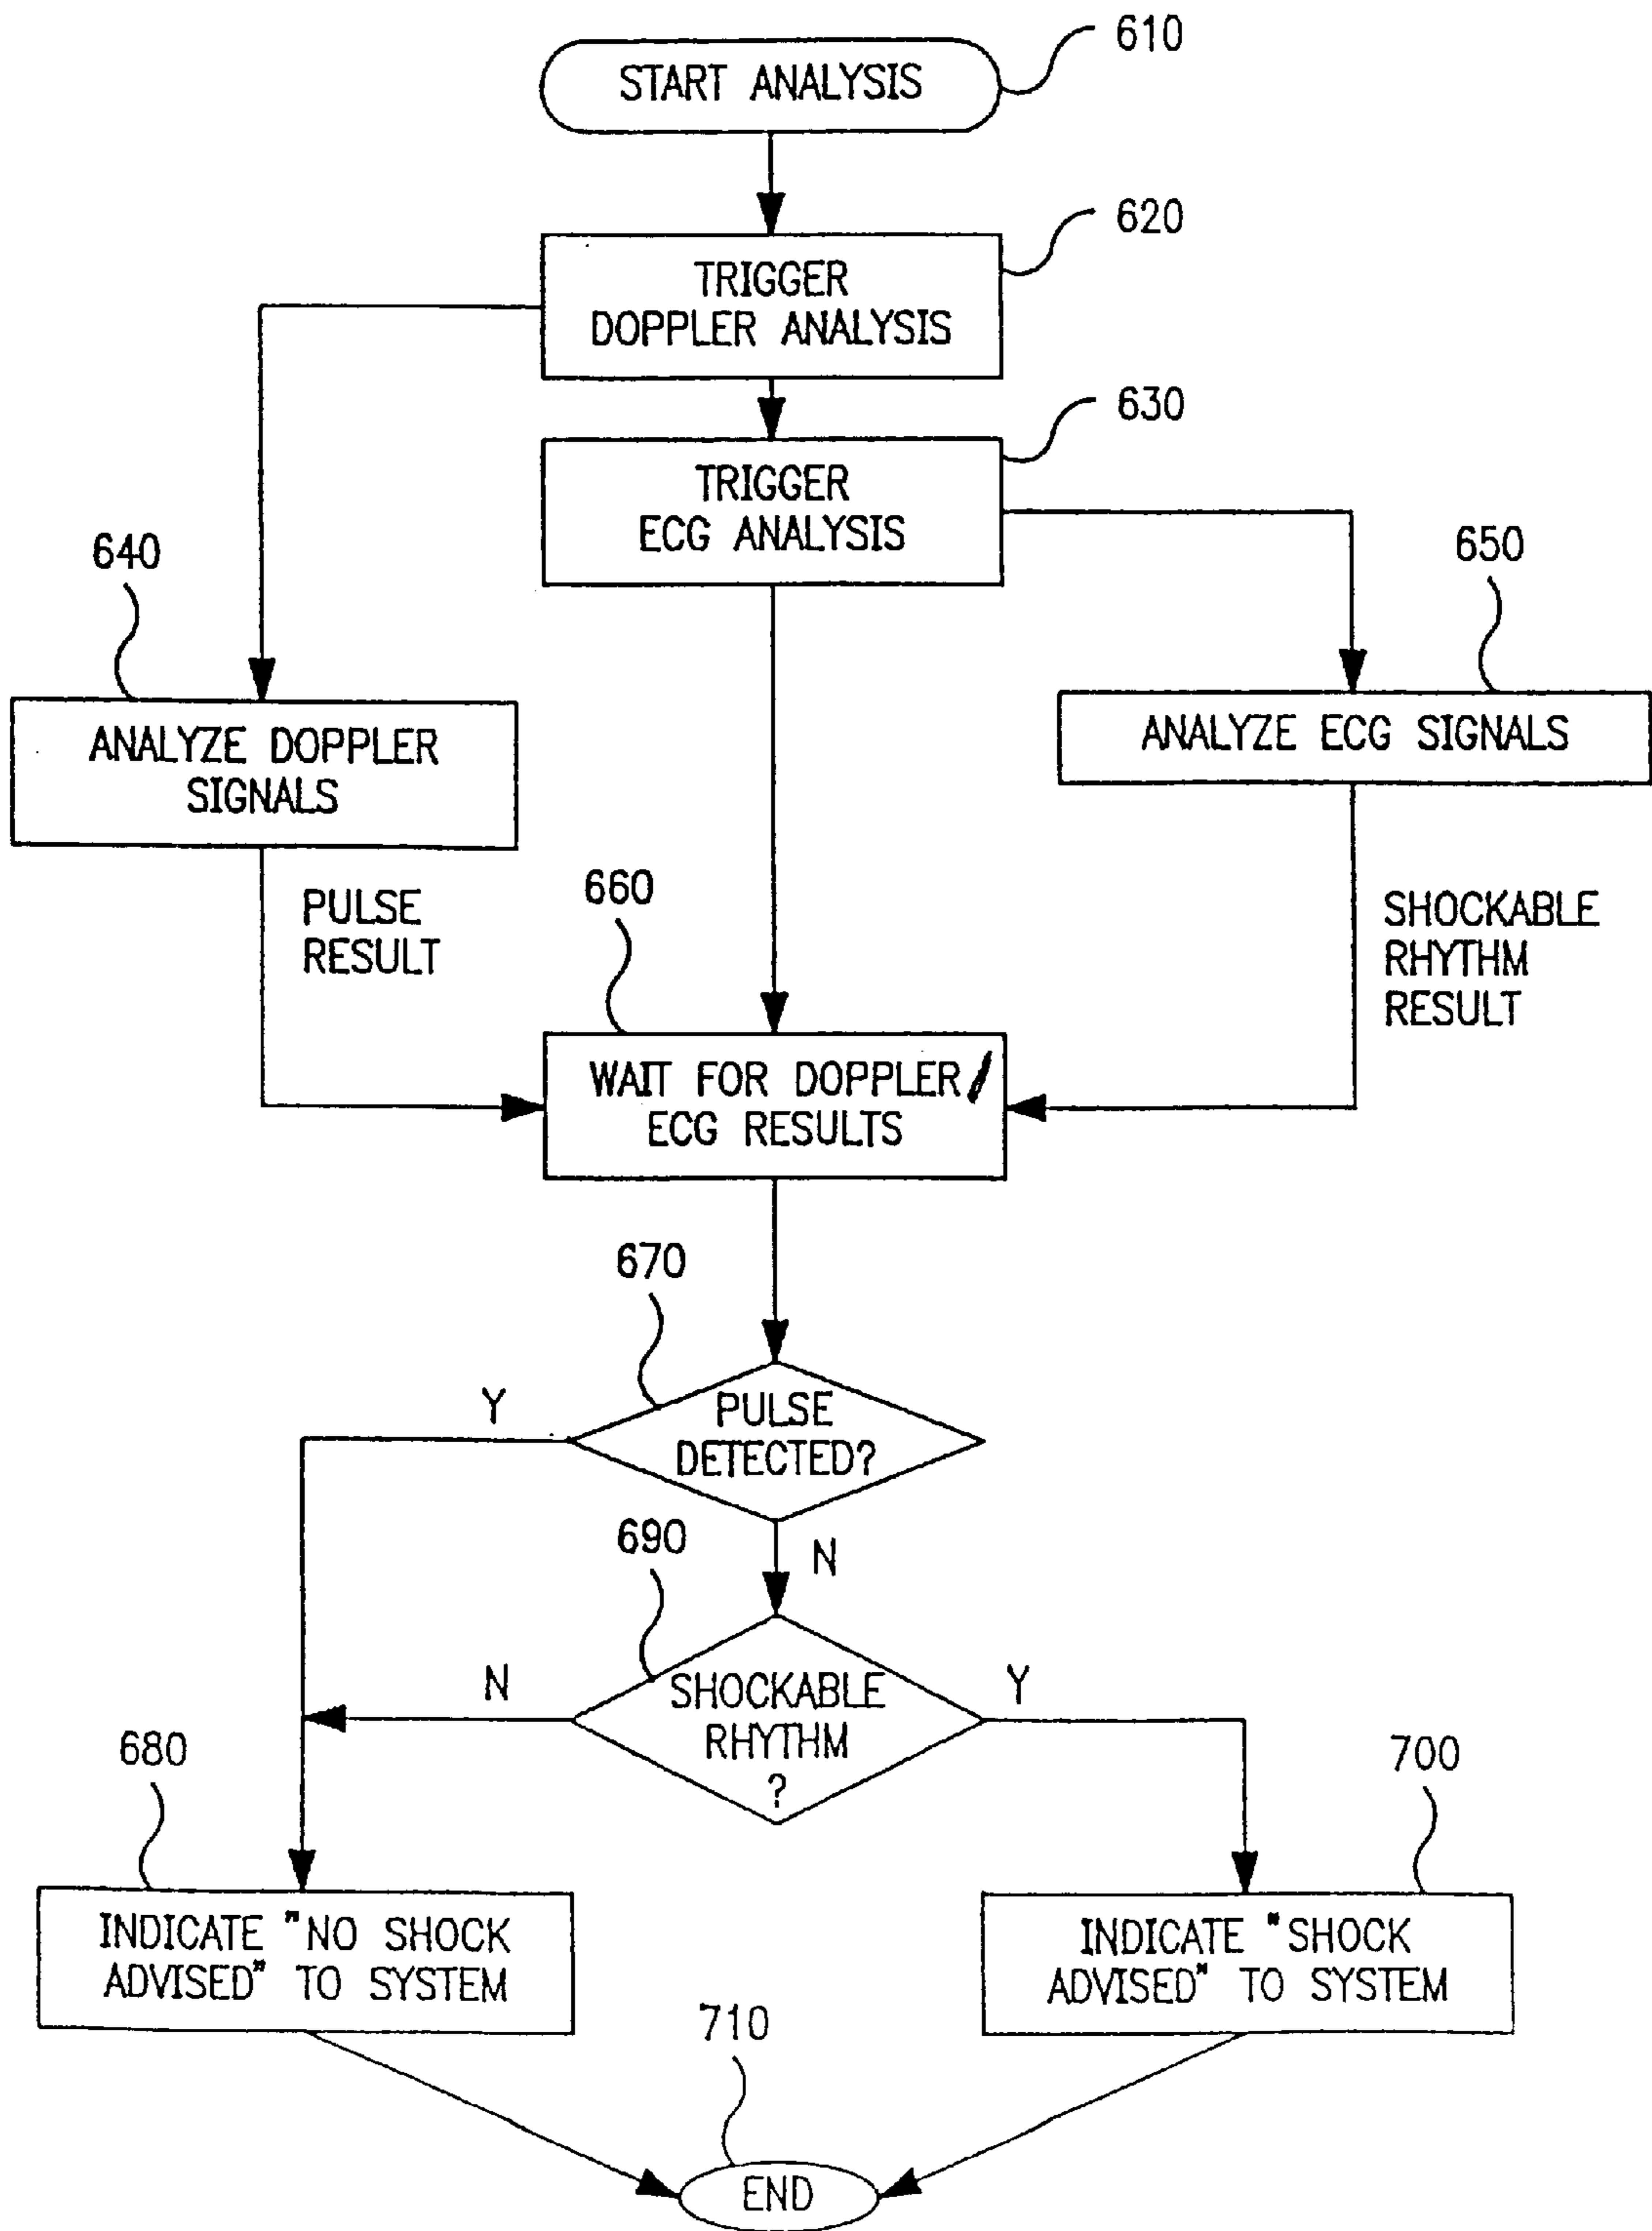 610
START ANALYSIS
620
TRIGGER
DOPPLER ANALYSIS
630
TRIGGER
ECG ANALYSIS
640
650
ANALYZE DOPPLER
SIGNALS
ANALYZE ECG SIGNALS
PULSE
RESULT
660
SHOCKABLE
RHYTHM
RESULT
WAIT FOR DOPPLER/
ECG RESULTS
670
Y
PULSE
DETECTED?
690
N
N
SHOCKABLE
RHYTHM
?
Y
680
700
INDICATE "NO SHOCK
ADVISED" TO SYSTEM
INDICATE "SHOCK
ADVISED" TO SYSTEM
710
END